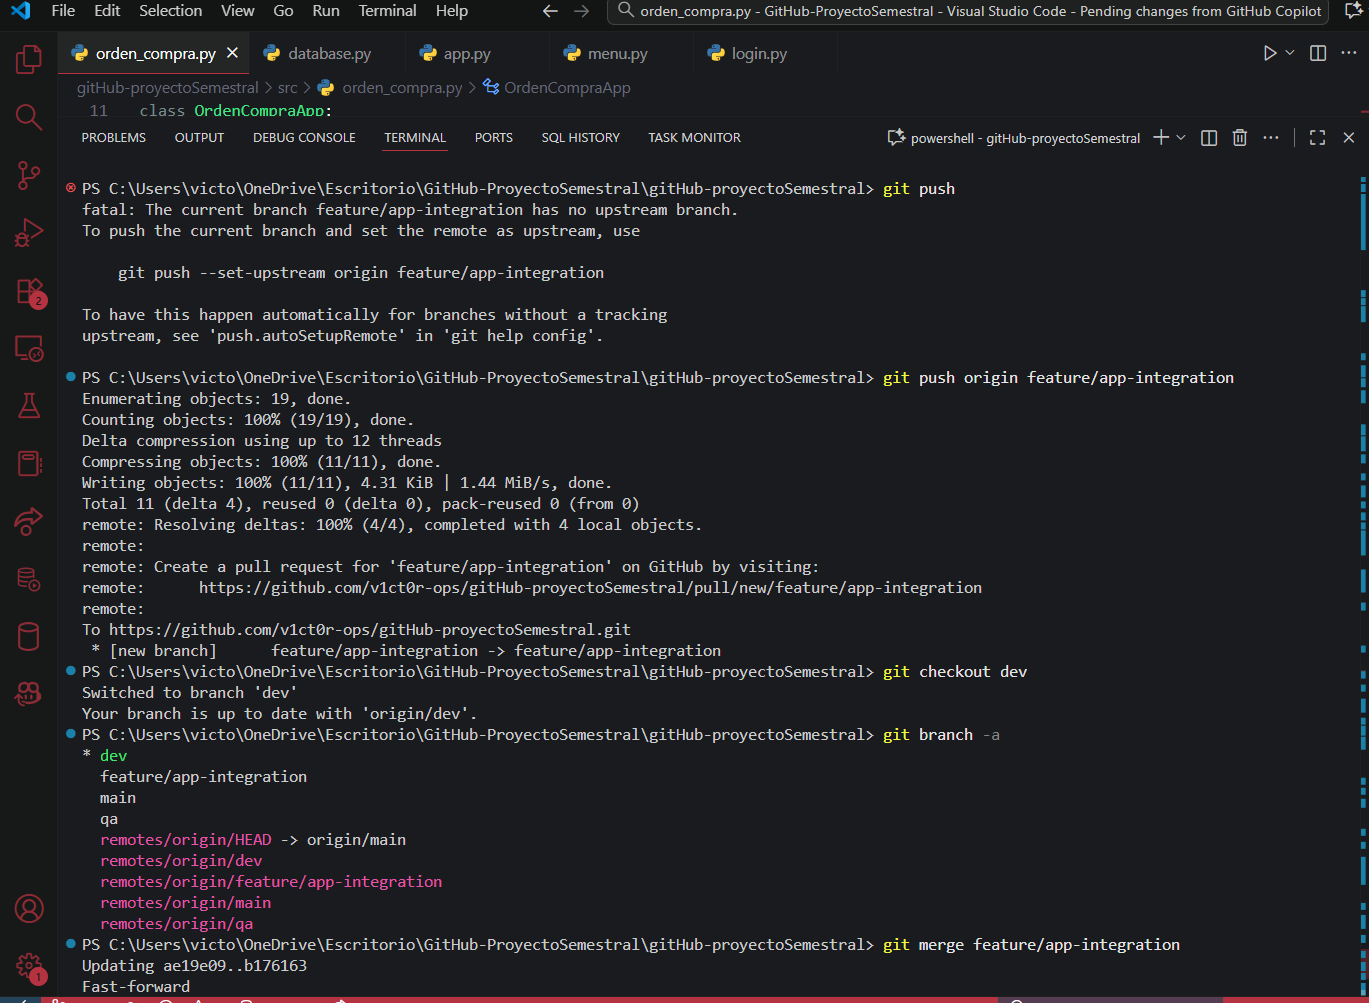 File Edit Selection View Go Run Terminal Help
orden_compra.py - GitHub-ProyectoSemestral - Visual Studio Code - Pending changes from GitHub Copilot
orden_compra.py database.py app.py menu.py login.py
gitHub-proyectoSemestral > src > orden_compra.py > OrdenCompraApp
11 class OrdenCompraApp:
PROBLEMS OUTPUT DEBUG CONSOLE TERMINAL PORTS SQL HISTORY TASK MONITOR powershell - gitHub-proyectoSemestral
PS C:\Users\victo\OneDrive\Escritorio\GitHub-ProyectoSemestral\gitHub-proyectoSemestral> git push
fatal: The current branch feature/app-integration has no upstream branch.
To push the current branch and set the remote as upstream, use
git push --set-upstream origin feature/app-integration
To have this happen automatically for branches without a tracking
upstream, see 'push.autoSetupRemote' in 'git help config'.
PS C:\Users\victo\OneDrive\Escritorio\GitHub-ProyectoSemestral\gitHub-proyectoSemestral> git push origin feature/app-integration
Enumerating objects: 19, done.
Counting objects: 100% (19/19), done.
Delta compression using up to 12 threads
Compressing objects: 100% (11/11), done.
Writing objects: 100% (11/11), 4.31 KiB | 1.44 MiB/s, done.
Total 11 (delta 4), reused 0 (delta 0), pack-reused 0 (from 0)
remote: Resolving deltas: 100% (4/4), completed with 4 local objects.
remote:
remote: Create a pull request for 'feature/app-integration' on GitHub by visiting:
remote: https://github.com/v1ct0r-ops/gitHub-proyectoSemestral/pull/new/feature/app-integration
remote:
To https://github.com/v1ct0r-ops/gitHub-proyectoSemestral.git
* [new branch] feature/app-integration -> feature/app-integration
PS C:\Users\victo\OneDrive\Escritorio\GitHub-ProyectoSemestral\gitHub-proyectoSemestral> git checkout dev
Switched to branch 'dev'
Your branch is up to date with 'origin/dev'.
PS C:\Users\victo\OneDrive\Escritorio\GitHub-ProyectoSemestral\gitHub-proyectoSemestral> git branch -a
* dev
feature/app-integration
main
qa
remotes/origin/HEAD -> origin/main
remotes/origin/dev
remotes/origin/feature/app-integration
remotes/origin/main
remotes/origin/qa
PS C:\Users\victo\OneDrive\Escritorio\GitHub-ProyectoSemestral\gitHub-proyectoSemestral> git merge feature/app-integration
Updating ae19e09..b176163
Fast-forward
2
1